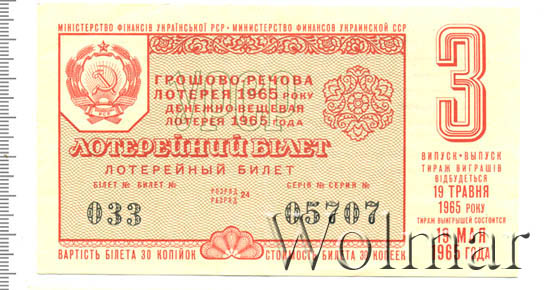 МІНІСТЕРСТВО ФІНАНСІВ УКРАЇНСЬКОЇ РСР • МИНИСТЕРСТВО ФИНАНСОВ УКРАИНСКОЙ ССР
ГРОШОВО-РЕЧОВА
ЛОТЕРЕЯ 1965 РОКУ
ДЕНЕЖНО-ВЕЩЕВАЯ
ЛОТЕРЕЯ 1965 ГОДА
ЛОТЕРЕЙНИЙ БІЛЕТ
ЛОТЕРЕЙНЫЙ БИЛЕТ
БІЛЕТ № БИЛЕТ №
РОЗРЯД 24
РАЗРЯД
СЕРІЯ № СЕРИЯ №
033
05707
ВАРТІСТЬ БІЛЕТА 30 КОПІЙОК
СТОИМОСТЬ БИЛЕТА 30 КОПЕЕК
3
ВИПУСК • ВЫПУСК
ТИРАЖ ВИГРАШІВ
ВІДБУДЕТЬСЯ
19 ТРАВНЯ
1965 РОКУ
ТИРАЖ ВЫИГРЫШЕЙ СОСТОИТСЯ
19 МАЯ
1965 ГОДА
Wolmar